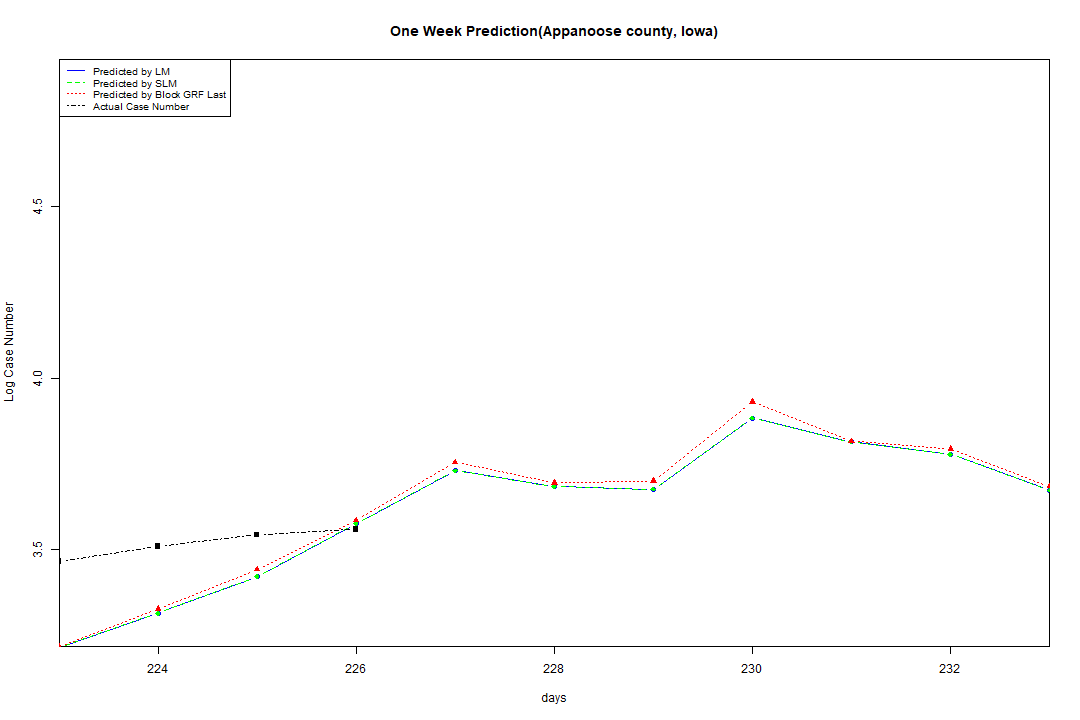 One Week Prediction(Appanoose county, Iowa)
Predicted by LM
Predicted by SLM
Predicted by Block GRF Last
Actual Case Number
4.5
4.0
3.5
Log Case Number
224 226 228 230 232
days